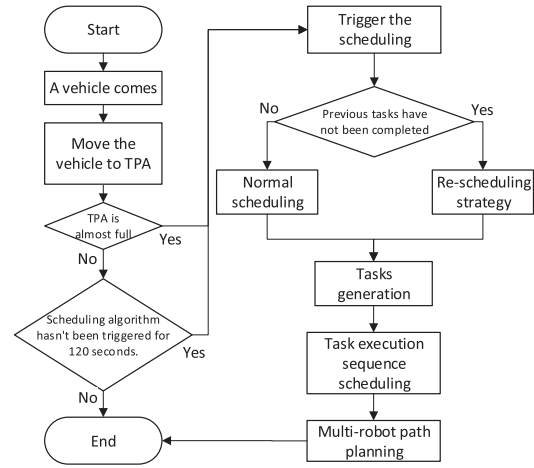 Start
A vehicle comes
Move the
vehicle to TPA
TPA is
almost full
Yes
No
Scheduling algorithm
hasn't been triggered for
120 seconds.
Yes
No
End
Trigger the
scheduling
Previous tasks have
not been completed
No
Yes
Normal
scheduling
Re-scheduling
strategy
Tasks
generation
Task execution
sequence
scheduling
Multi-robot path
planning